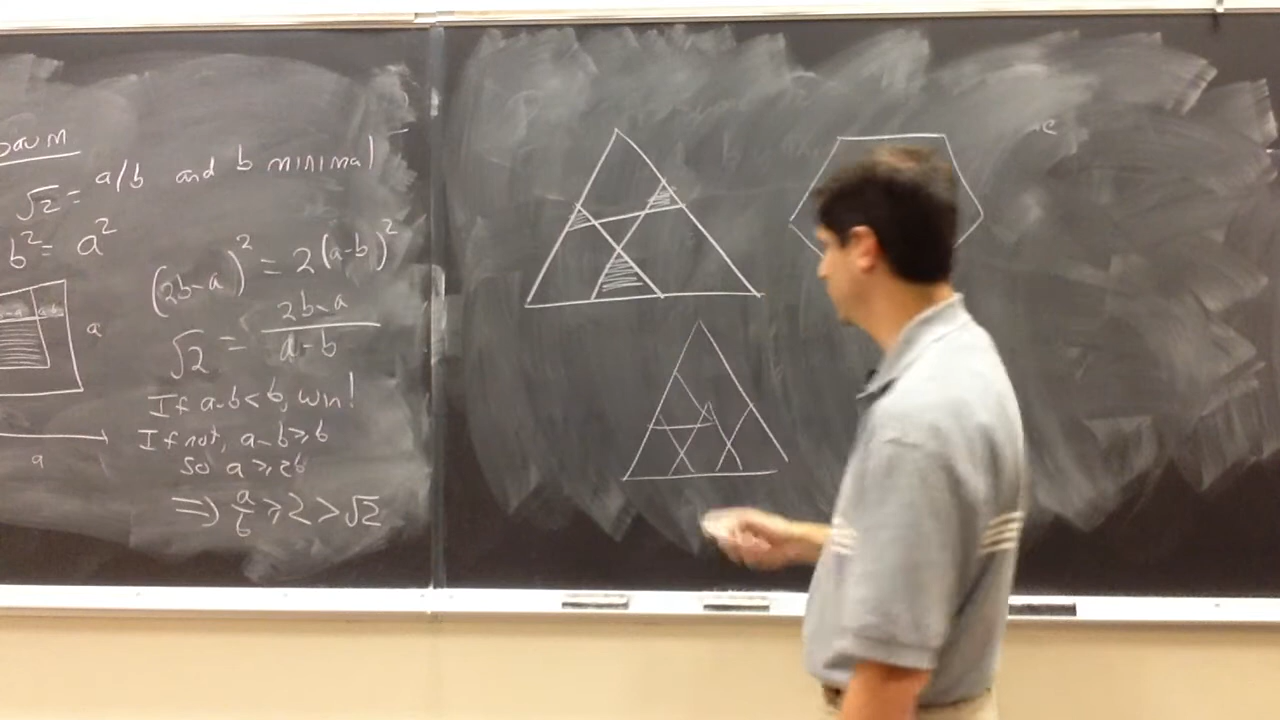 √2 = a/b and b minimal
b² = a²
(2b-a)² = 2(a-b)²
√2 = 2b-a / a-b
a
If a-b<b, win!
If not, a-b≥b
a
So a≥2b
⇒ a/b ≥ 2 > √2